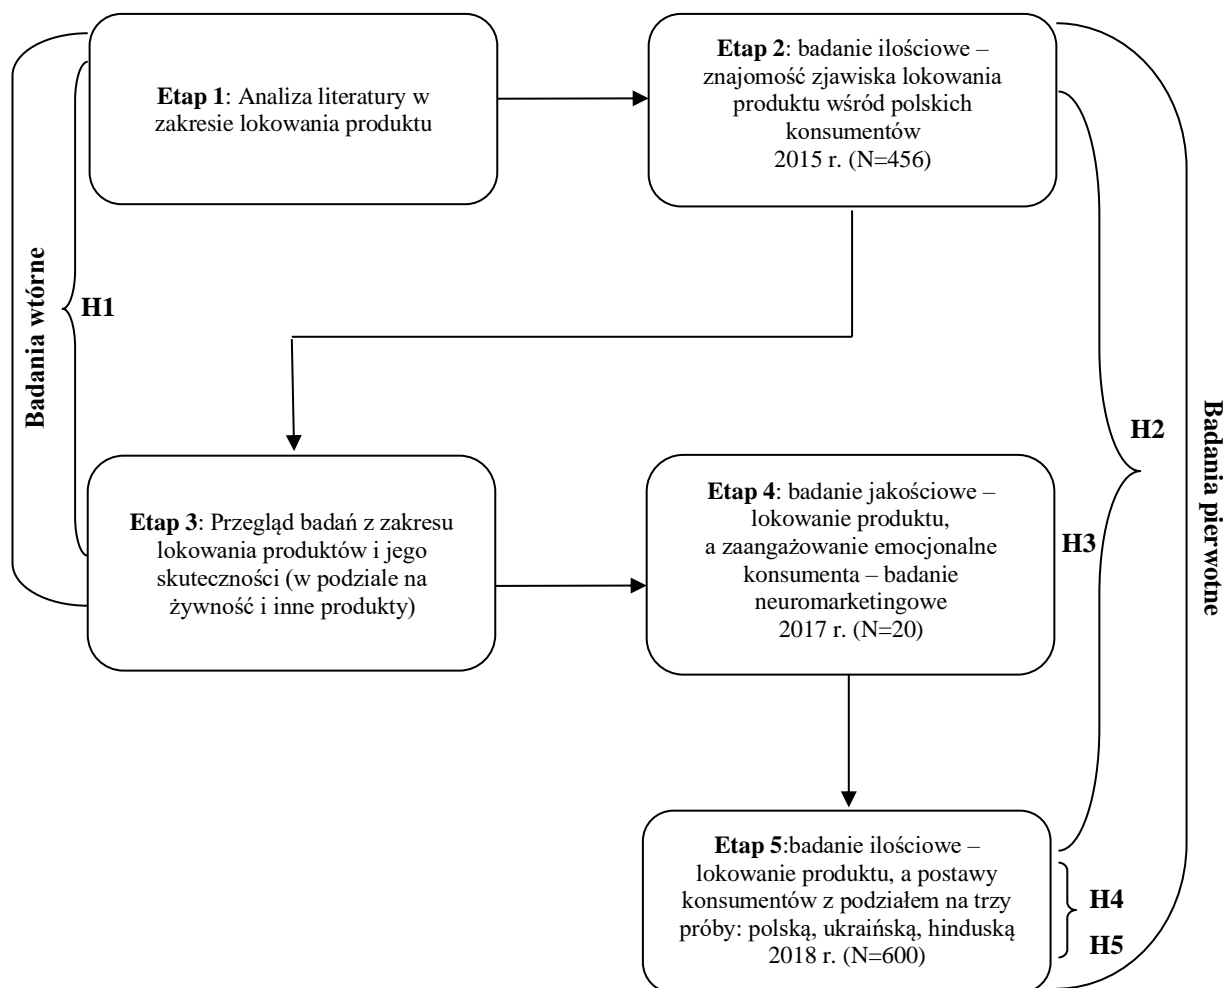 Etap 1: Analiza literatury w
zakresie lokowania produktu
Etap 2: badanie ilościowe –
znajomość zjawiska lokowania
produktu wśród polskich
konsumentów
2015 r. (N=456)
Badania wtórne
H1
H2
Badania pierwotne
Etap 3: Przegląd badań z zakresu
lokowania produktów i jego
skuteczności (w podziale na
żywność i inne produkty)
Etap 4: badanie jakościowe –
lokowanie produktu,
a zaangażowanie emocjonalne
konsumenta – badanie
neuromarketingowe
2017 r. (N=20)
H3
Etap 5:badanie ilościowe –
lokowanie produktu, a postawy
konsumentów z podziałem na trzy
próby: polską, ukraińską, hinduską
2018 r. (N=600)
H4
H5